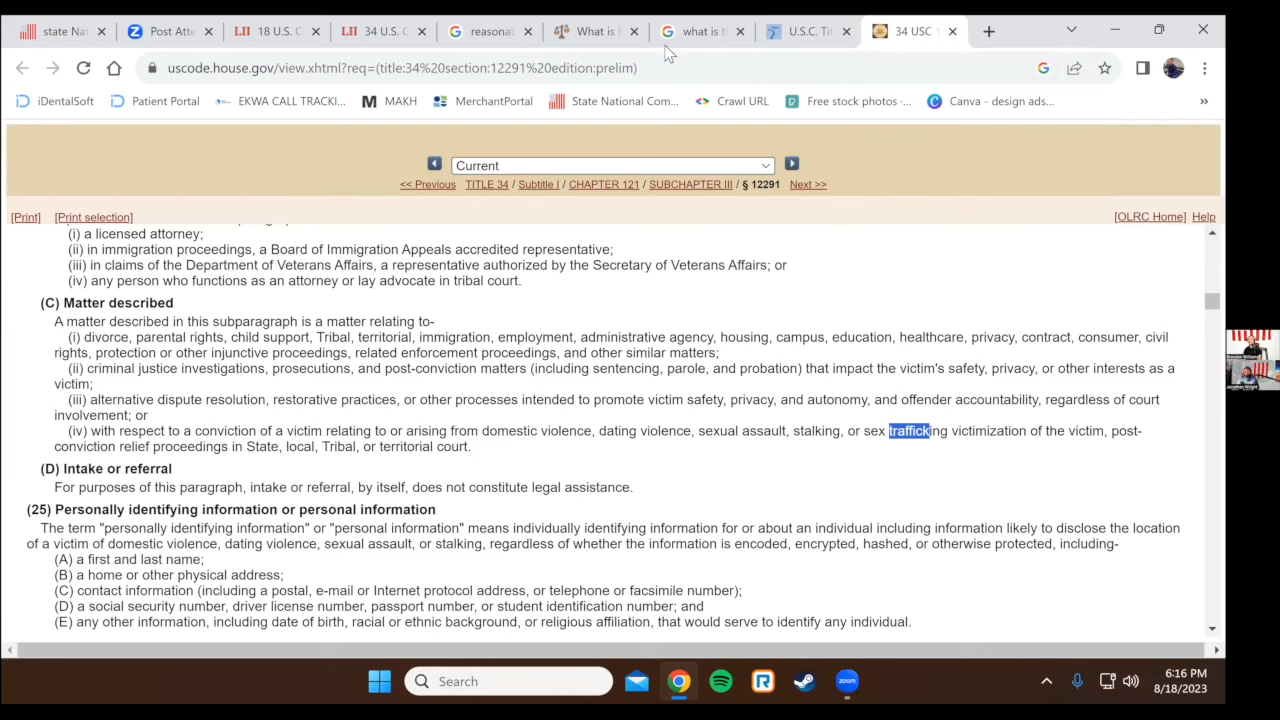 state Nat
Post Atte
LII 18 U.S. C
LII 34 U.S. C
reasonal
What is F
what is t
U.S.C. Tit
34 USC
uscode.house.gov/view.xhtml?req=(title:34%20section:12291%20edition:prelim)
iDentalSoft
Patient Portal
EKWA CALL TRACKI...
MAKH
MerchantPortal
State National Com...
Crawl URL
Free stock photos -...
Canva - design ads...
Current
<< Previous TITLE 34 / Subtitle I / CHAPTER 121 / SUBCHAPTER III / § 12291 Next >>
[Print] [Print selection] [OLRC Home] Help
(i) a licensed attorney;
(ii) in immigration proceedings, a Board of Immigration Appeals accredited representative;
(iii) in claims of the Department of Veterans Affairs, a representative authorized by the Secretary of Veterans Affairs; or
(iv) any person who functions as an attorney or lay advocate in tribal court.
(C) Matter described
A matter described in this subparagraph is a matter relating to-
(i) divorce, parental rights, child support, Tribal, territorial, immigration, employment, administrative agency, housing, campus, education, healthcare, privacy, contract, consumer, civil
rights, protection or other injunctive proceedings, related enforcement proceedings, and other similar matters;
(ii) criminal justice investigations, prosecutions, and post-conviction matters (including sentencing, parole, and probation) that impact the victim's safety, privacy, or other interests as a
victim;
(iii) alternative dispute resolution, restorative practices, or other processes intended to promote victim safety, privacy, and autonomy, and offender accountability, regardless of court
involvement; or
(iv) with respect to a conviction of a victim relating to or arising from domestic violence, dating violence, sexual assault, stalking, or sex trafficking victimization of the victim, post-
conviction relief proceedings in State, local, Tribal, or territorial court.
(D) Intake or referral
For purposes of this paragraph, intake or referral, by itself, does not constitute legal assistance.
(25) Personally identifying information or personal information
The term "personally identifying information" or "personal information" means individually identifying information for or about an individual including information likely to disclose the location
of a victim of domestic violence, dating violence, sexual assault, or stalking, regardless of whether the information is encoded, encrypted, hashed, or otherwise protected, including-
(A) a first and last name;
(B) a home or other physical address;
(C) contact information (including a postal, e-mail or Internet protocol address, or telephone or facsimile number);
(D) a social security number, driver license number, passport number, or student identification number; and
(E) any other information, including date of birth, racial or ethnic background, or religious affiliation, that would serve to identify any individual.
Search
zoom
6:16 PM
8/18/2023